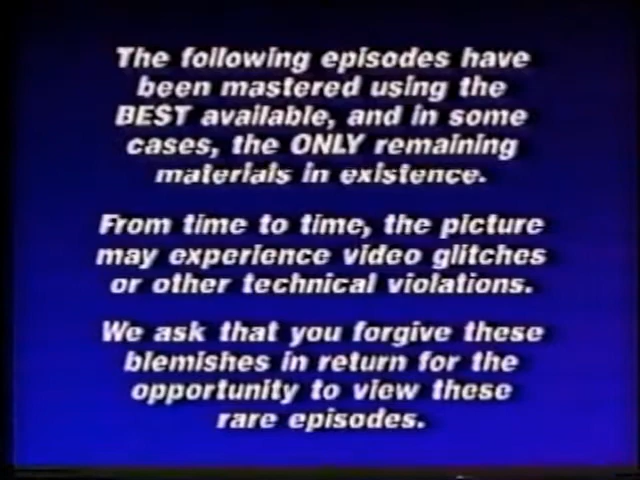 The following episodes have
been mastered using the
BEST available, and in some
cases, the ONLY remaining
materials in existence.
From time to time, the picture
may experience video glitches
or other technical violations.
We ask that you forgive these
blemishes in return for the
opportunity to view these
rare episodes.